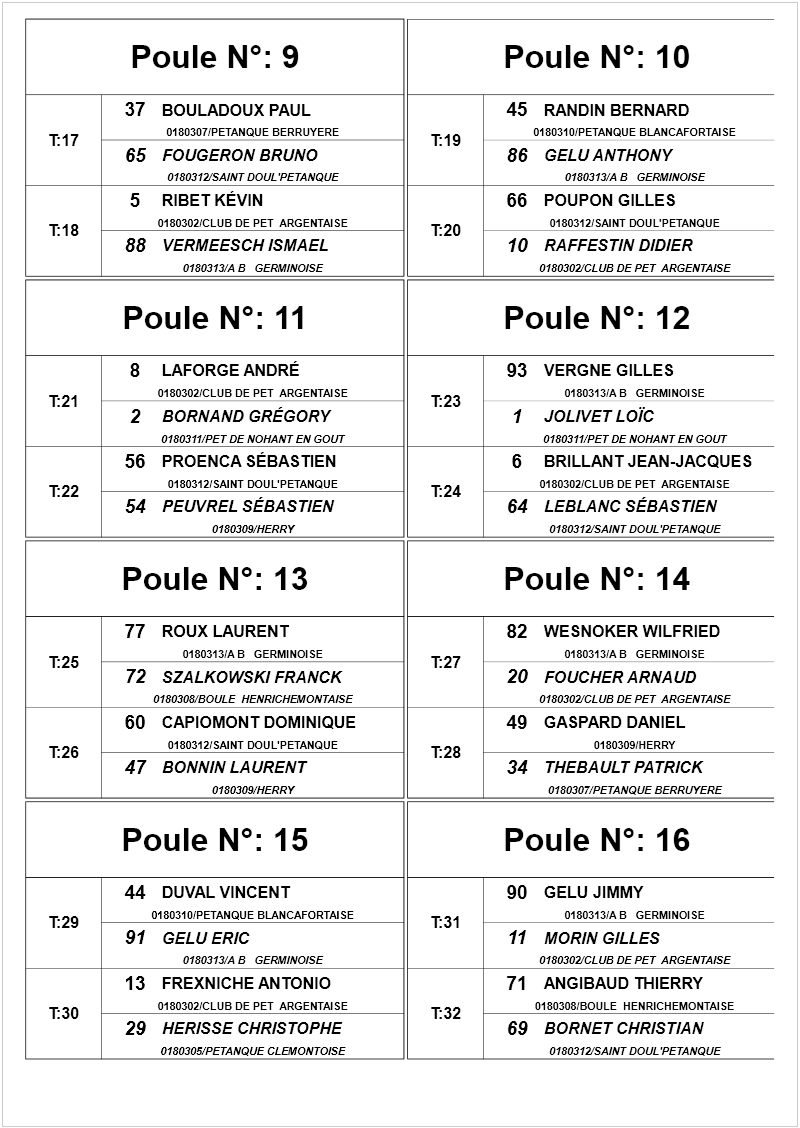 Poule N°: 9
T:17
37 BOULADOUX PAUL
0180307/PETANQUE BERRUYERE
65 FOUGERON BRUNO
0180312/SAINT DOUL'PETANQUE
T:18
5 RIBET KÉVIN
0180302/CLUB DE PET ARGENTAISE
88 VERMEESCH ISMAEL
0180313/A B GERMINOISE
Poule N°: 10
T:19
45 RANDIN BERNARD
0180310/PETANQUE BLANCAFORTAISE
86 GELU ANTHONY
0180313/A B GERMINOISE
T:20
66 POUPON GILLES
0180312/SAINT DOUL'PETANQUE
10 RAFFESTIN DIDIER
0180302/CLUB DE PET ARGENTAISE
Poule N°: 11
T:21
8 LAFORGE ANDRÉ
0180302/CLUB DE PET ARGENTAISE
2 BORNAND GRÉGORY
0180311/PET DE NOHANT EN GOUT
T:22
56 PROENCA SÉBASTIEN
0180312/SAINT DOUL'PETANQUE
54 PEUVREL SÉBASTIEN
0180309/HERRY
Poule N°: 12
T:23
93 VERGNE GILLES
0180313/A B GERMINOISE
1 JOLIVET LOÏC
0180311/PET DE NOHANT EN GOUT
T:24
6 BRILLANT JEAN-JACQUES
0180302/CLUB DE PET ARGENTAISE
64 LEBLANC SÉBASTIEN
0180312/SAINT DOUL'PETANQUE
Poule N°: 13
T:25
77 ROUX LAURENT
0180313/A B GERMINOISE
72 SZALKOWSKI FRANCK
0180308/BOULE HENRICHEMONTAISE
T:26
60 CAPIOMONT DOMINIQUE
0180312/SAINT DOUL'PETANQUE
47 BONNIN LAURENT
0180309/HERRY
Poule N°: 14
T:27
82 WESNOKER WILFRIED
0180313/A B GERMINOISE
20 FOUCHER ARNAUD
0180302/CLUB DE PET ARGENTAISE
T:28
49 GASPARD DANIEL
0180309/HERRY
34 THEBAULT PATRICK
0180307/PETANQUE BERRUYERE
Poule N°: 15
T:29
44 DUVAL VINCENT
0180310/PETANQUE BLANCAFORTAISE
91 GELU ERIC
0180313/A B GERMINOISE
T:30
13 FREXNICHE ANTONIO
0180302/CLUB DE PET ARGENTAISE
29 HERISSE CHRISTOPHE
0180305/PETANQUE CLEMONTOISE
Poule N°: 16
T:31
90 GELU JIMMY
0180313/A B GERMINOISE
11 MORIN GILLES
0180302/CLUB DE PET ARGENTAISE
T:32
71 ANGIBAUD THIERRY
0180308/BOULE HENRICHEMONTAISE
69 BORNET CHRISTIAN
0180312/SAINT DOUL'PETANQUE